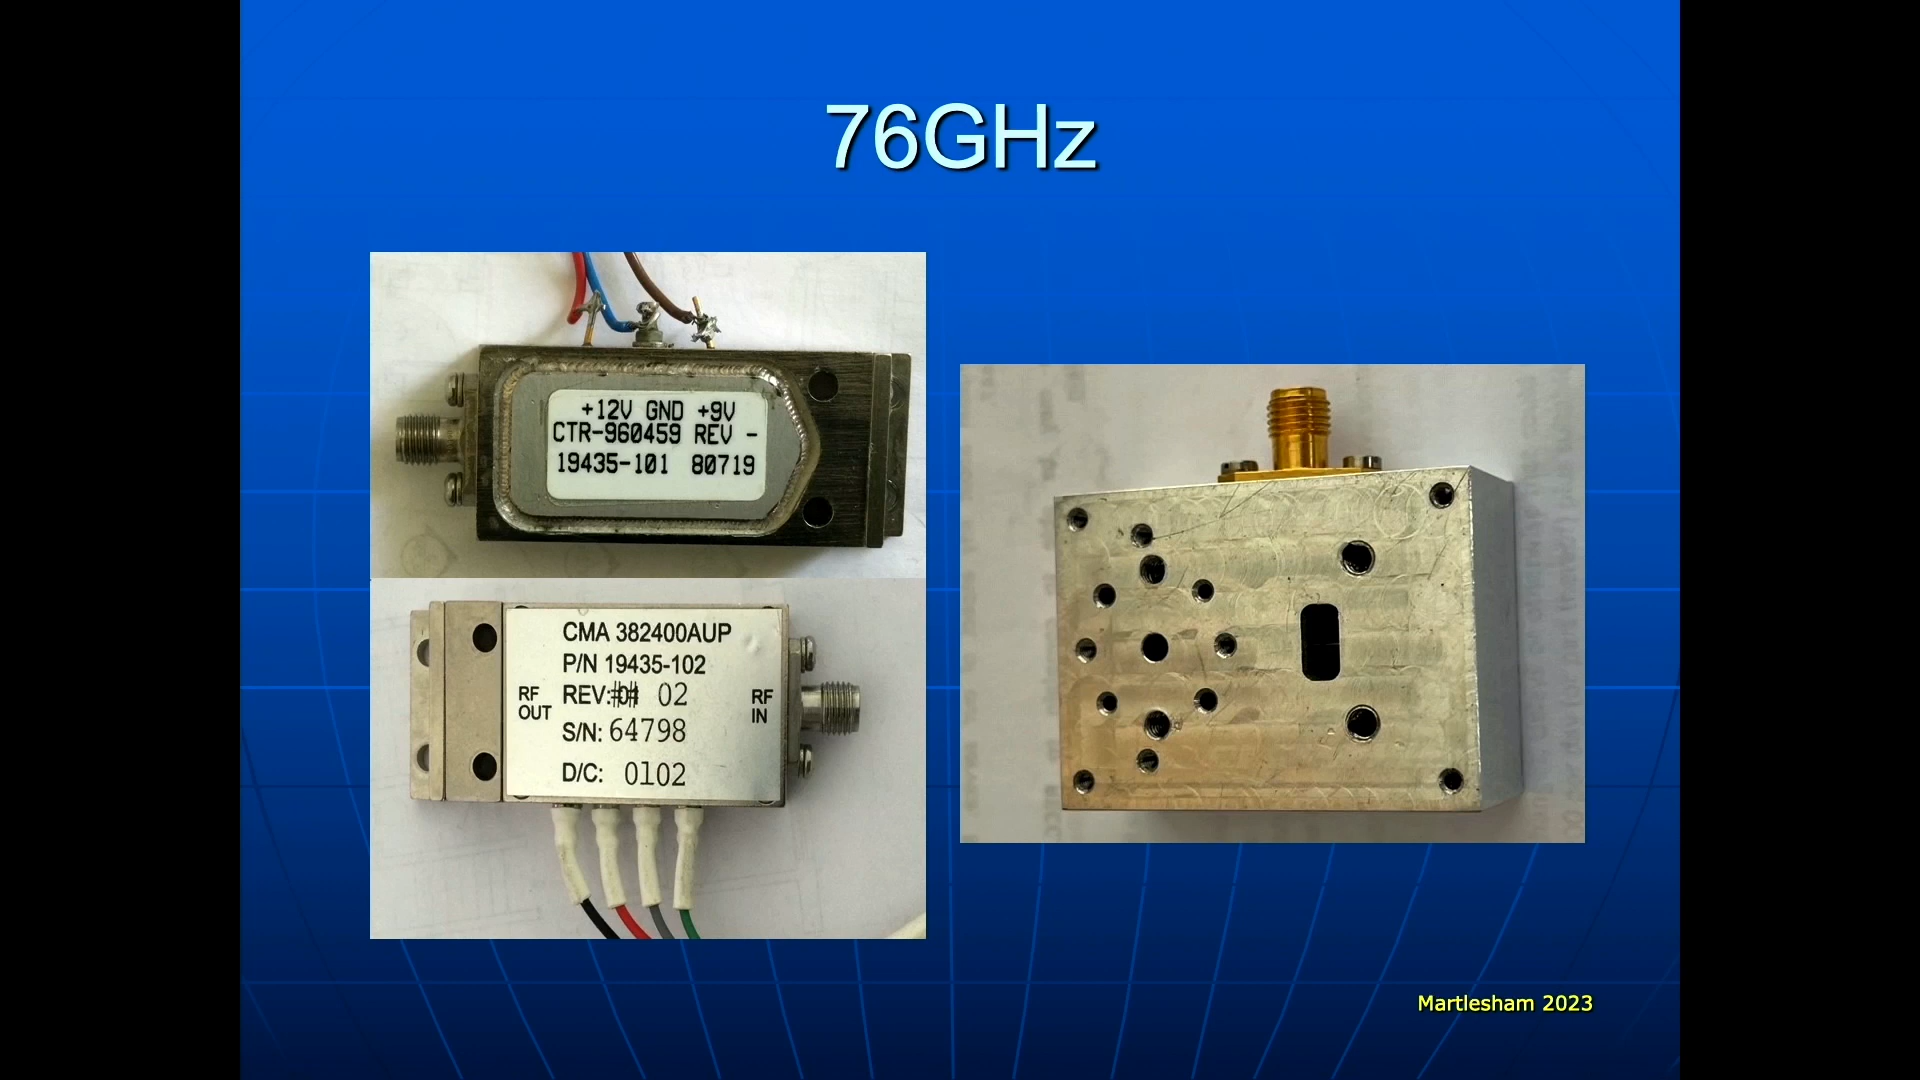 76GHz
+12V GND +9V
CTR-960459 REV -
19435-101 80719
CMA 382400AUP
P/N 19435-102
RF OUT
REV: 02
RF IN
S/N: 64798
D/C: 0102
Martlesham 2023